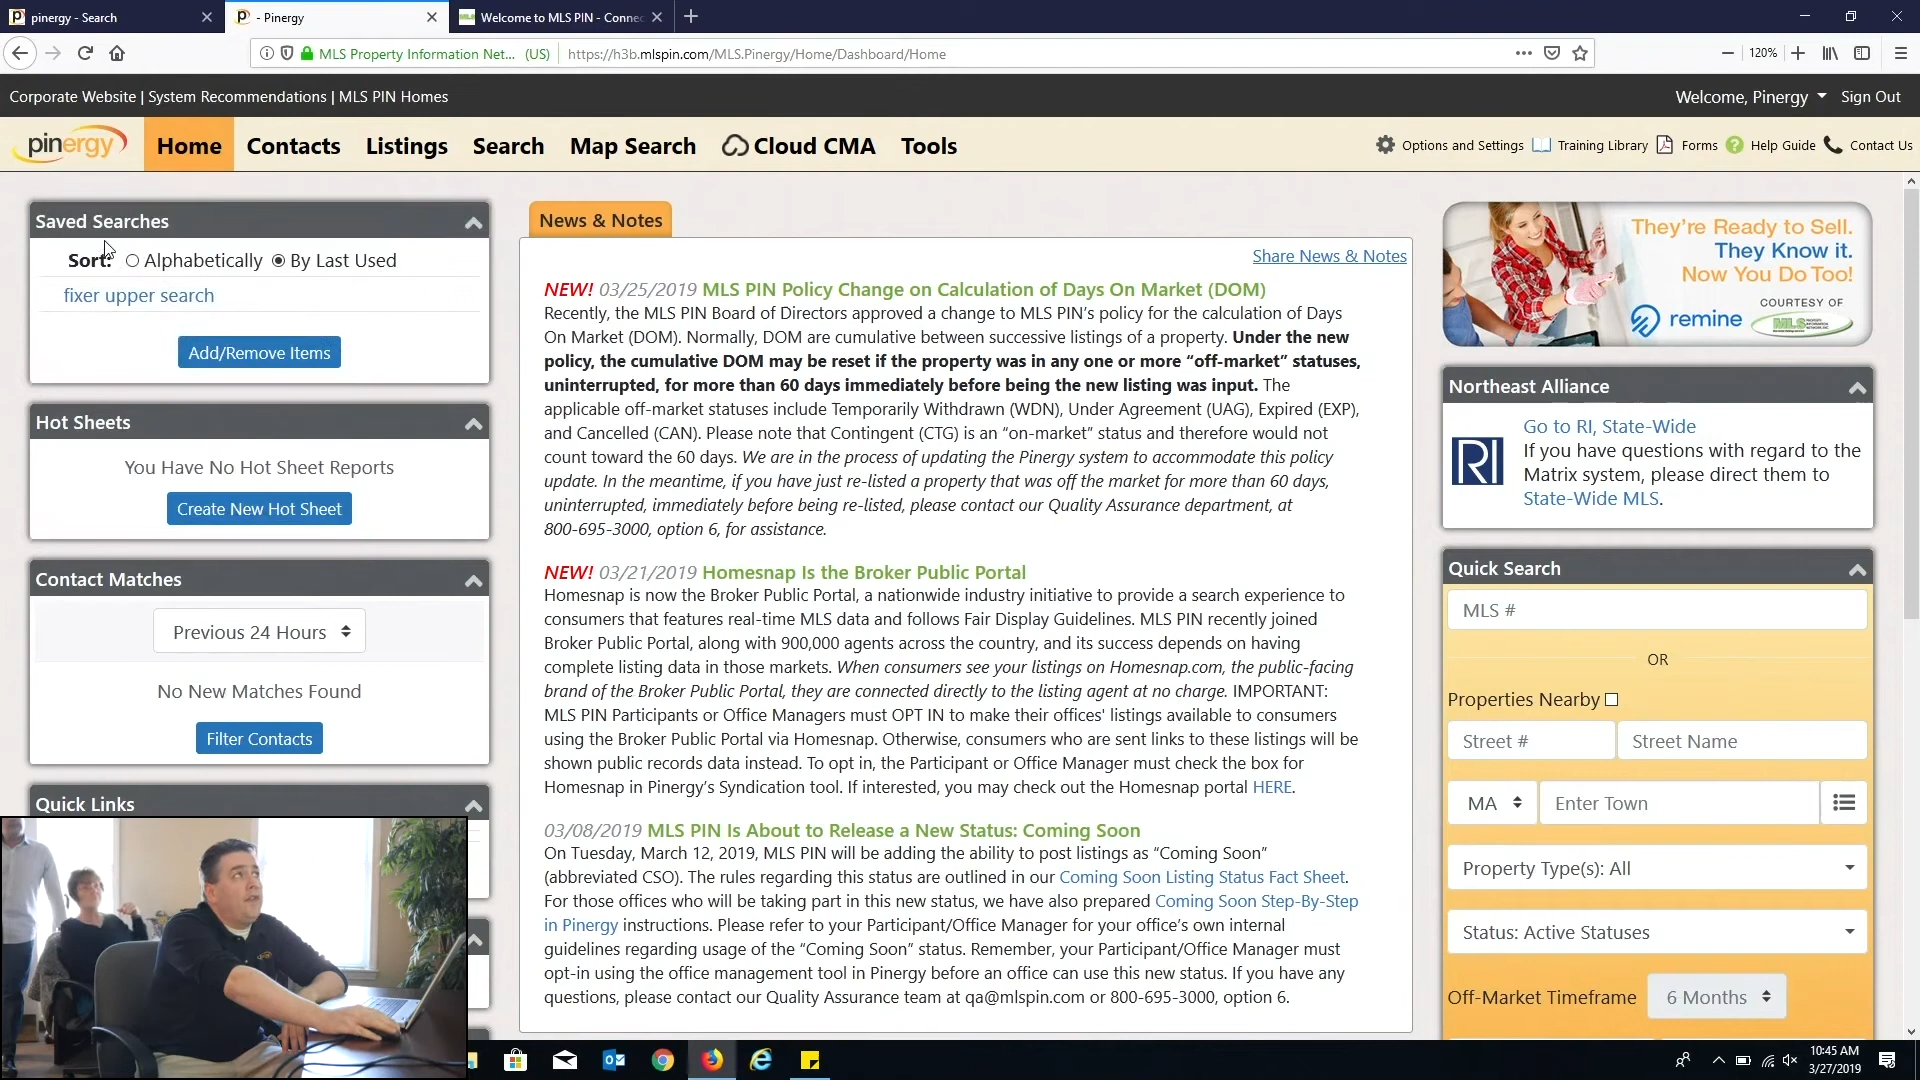 pinergy - Search
- Pinergy
Welcome to MLS PIN - Connec
MLS Property Information Net... (US)
https://h3b.mlspin.com/MLS.Pinergy/Home/Dashboard/Home
120%
Corporate Website | System Recommendations | MLS PIN Homes
Welcome, Pinergy
Sign Out
pinergy
Home
Contacts
Listings
Search
Map Search
Cloud CMA
Tools
Options and Settings
Training Library
Forms
Help Guide
Contact Us
Saved Searches
Sort: Alphabetically By Last Used
fixer upper search
Add/Remove Items
Hot Sheets
You Have No Hot Sheet Reports
Create New Hot Sheet
Contact Matches
Previous 24 Hours
No New Matches Found
Filter Contacts
Quick Links
News & Notes
Share News & Notes
NEW! 03/25/2019 MLS PIN Policy Change on Calculation of Days On Market (DOM)
Recently, the MLS PIN Board of Directors approved a change to MLS PIN's policy for the calculation of Days
On Market (DOM). Normally, DOM are cumulative between successive listings of a property. Under the new
policy, the cumulative DOM may be reset if the property was in any one or more “off-market” statuses,
uninterrupted, for more than 60 days immediately before being the new listing was input. The
applicable off-market statuses include Temporarily Withdrawn (WDN), Under Agreement (UAG), Expired (EXP),
and Cancelled (CAN). Please note that Contingent (CTG) is an “on-market” status and therefore would not
count toward the 60 days. We are in the process of updating the Pinergy system to accommodate this policy
update. In the meantime, if you have just re-listed a property that was off the market for more than 60 days,
uninterrupted, immediately before being re-listed, please contact our Quality Assurance department, at
800-695-3000, option 6, for assistance.
NEW! 03/21/2019 Homesnap Is the Broker Public Portal
Homesnap is now the Broker Public Portal, a nationwide industry initiative to provide a search experience to
consumers that features real-time MLS data and follows Fair Display Guidelines. MLS PIN recently joined
Broker Public Portal, along with 900,000 agents across the country, and its success depends on having
complete listing data in those markets. When consumers see your listings on Homesnap.com, the public-facing
brand of the Broker Public Portal, they are connected directly to the listing agent at no charge. IMPORTANT:
MLS PIN Participants or Office Managers must OPT IN to make their offices' listings available to consumers
using the Broker Public Portal via Homesnap. Otherwise, consumers who are sent links to these listings will be
shown public records data instead. To opt in, the Participant or Office Manager must check the box for
Homesnap in Pinergy's Syndication tool. If interested, you may check out the Homesnap portal HERE.
03/08/2019 MLS PIN Is About to Release a New Status: Coming Soon
On Tuesday, March 12, 2019, MLS PIN will be adding the ability to post listings as “Coming Soon”
(abbreviated CSO). The rules regarding this status are outlined in our Coming Soon Listing Status Fact Sheet.
For those offices who will be taking part in this new status, we have also prepared Coming Soon Step-By-Step
in Pinergy instructions. Please refer to your Participant/Office Manager for your office's own internal
guidelines regarding usage of the “Coming Soon” status. Remember, your Participant/Office Manager must
opt-in using the office management tool in Pinergy before an office can use this new status. If you have any
questions, please contact our Quality Assurance team at qa@mlspin.com or 800-695-3000, option 6.
They're Ready to Sell.
They Know it.
Now You Do Too!
COURTESY OF
remine
MLS
Northeast Alliance
RI
Go to RI, State-Wide
If you have questions with regard to the
Matrix system, please direct them to
State-Wide MLS.
Quick Search
MLS #
OR
Properties Nearby
Street #
Street Name
MA
Enter Town
Property Type(s): All
Status: Active Statuses
Off-Market Timeframe
6 Months
10:45 AM
3/27/2019